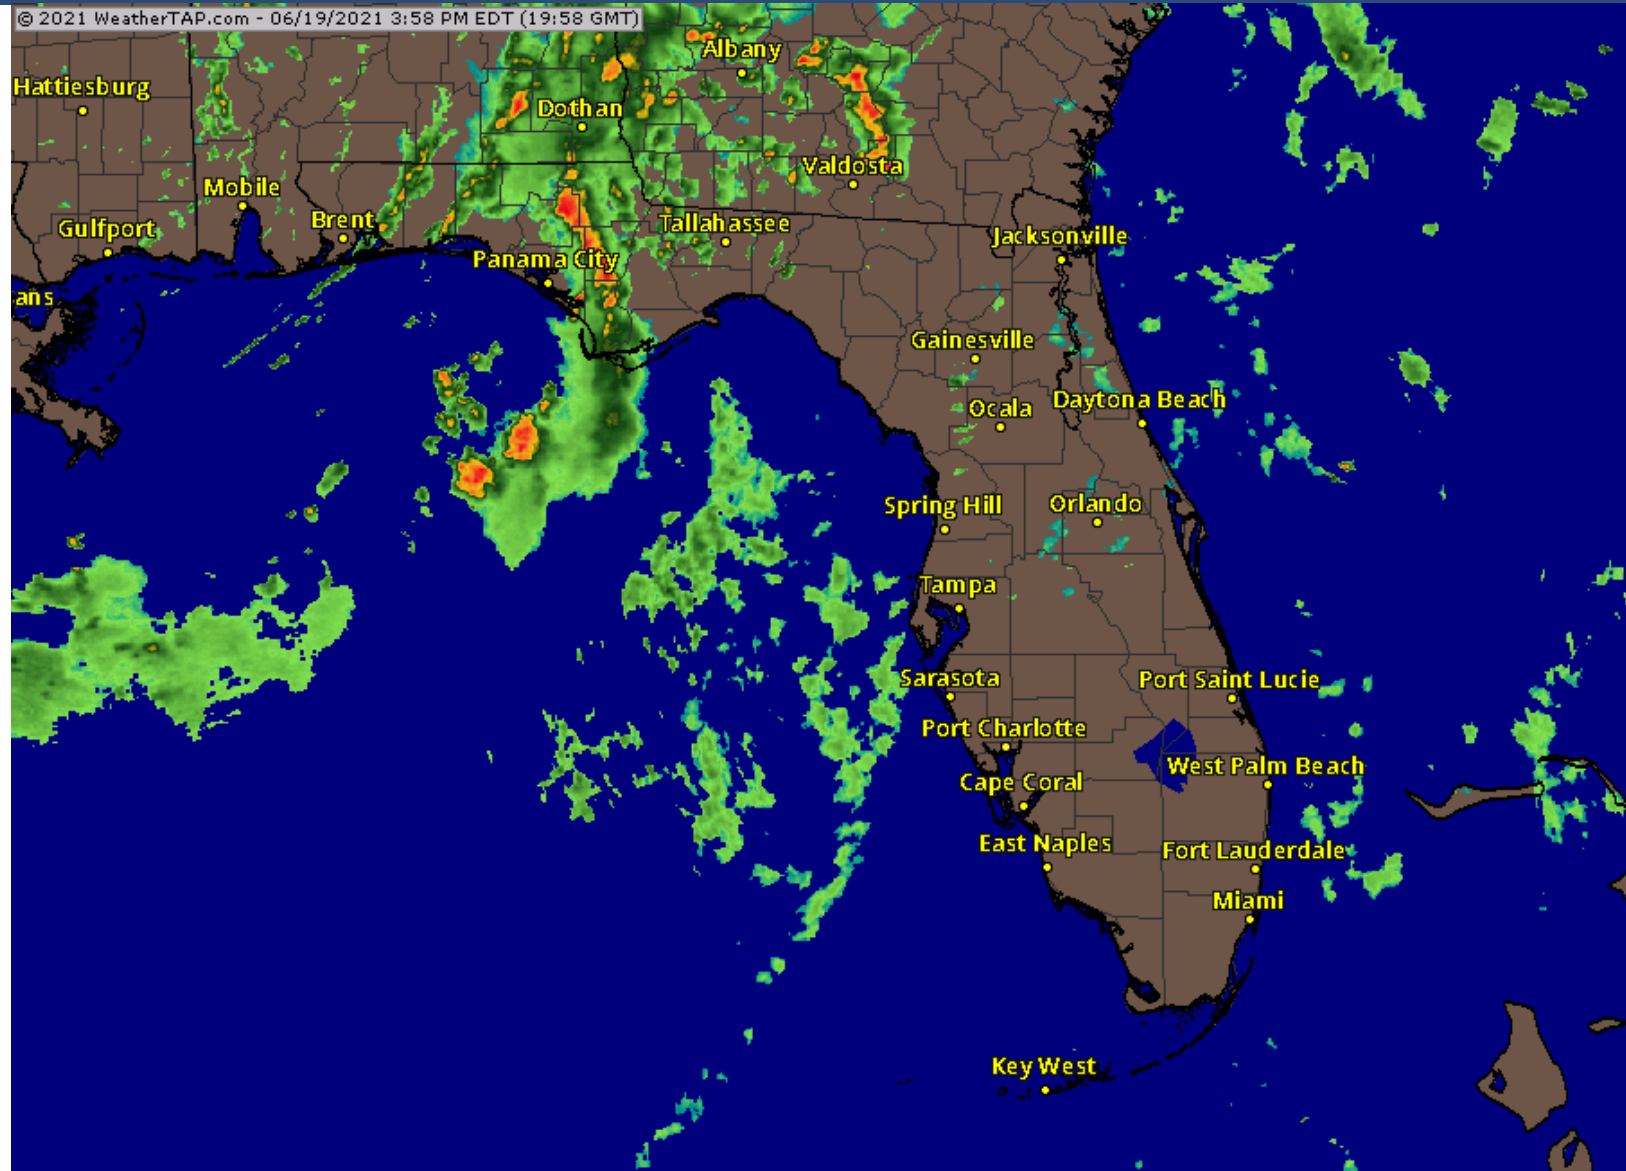 © 2021 WeatherTAP.com - 06/19/2021 3:58 PM EDT (19:58 GMT)
Albany
Hattiesburg
Dothan
Valdosta
Mobile
Brent
Tallahassee
Gulfport
Jacksonville
Panama City
ans
Gainesville
Daytona Beach
Ocala
Spring Hill
Orlando
Tampa
Sarasota
Port Saint Lucie
Port Charlotte
West Palm Beach
Cape Coral
East Naples
Fort Lauderdale
Miami
Key West